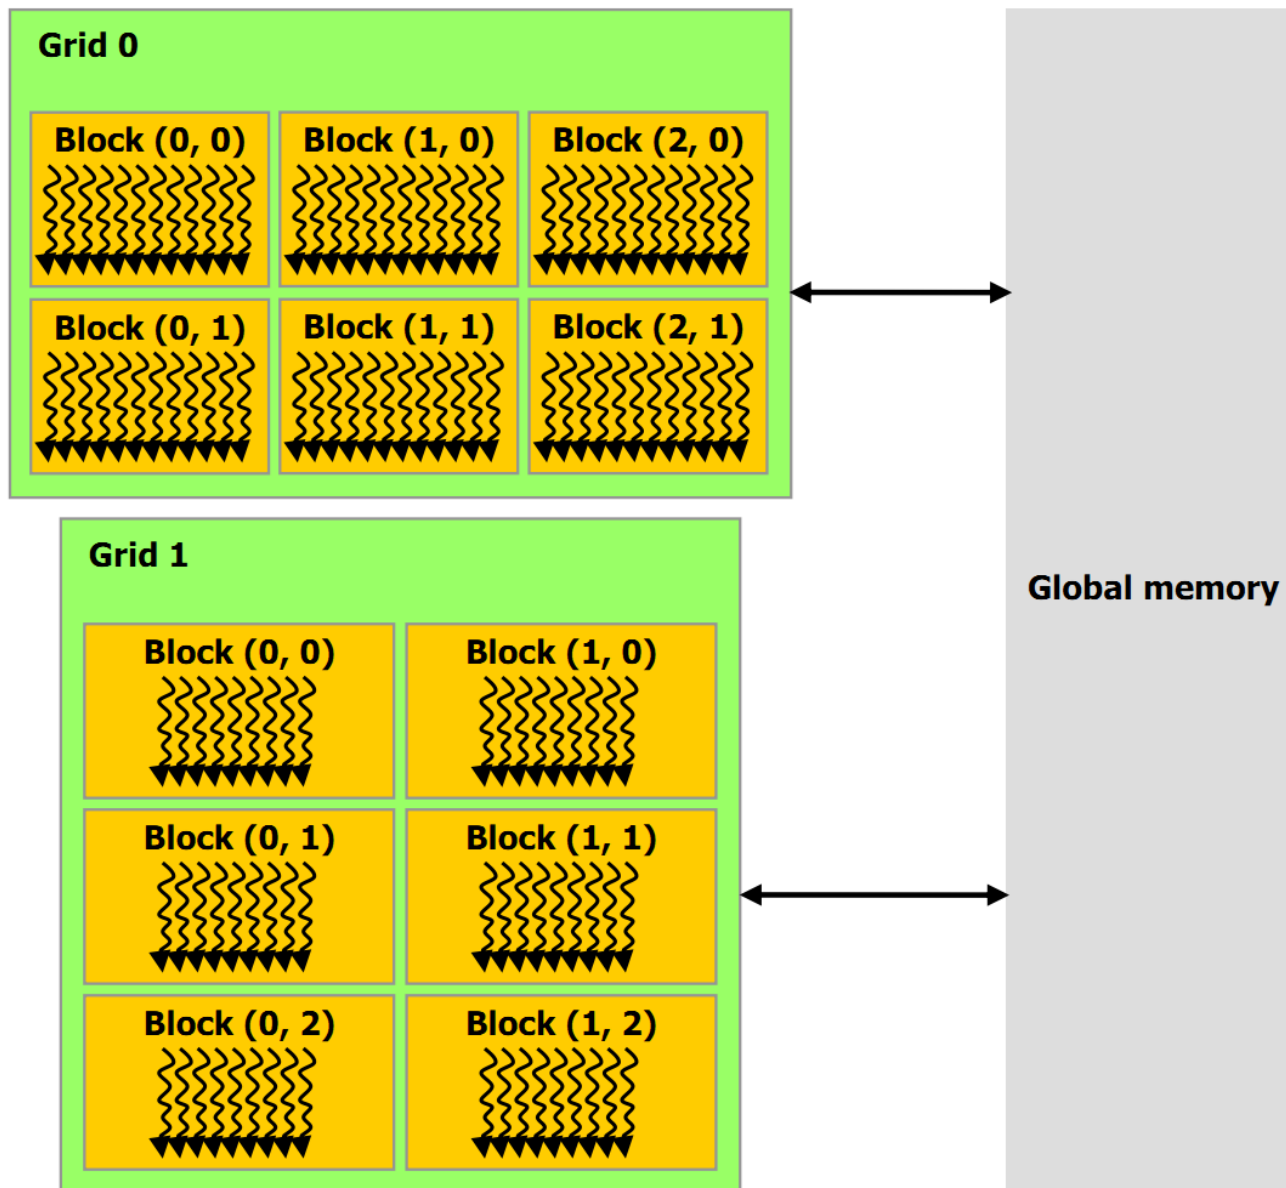 Grid 0
Block (0, 0) Block (1, 0) Block (2, 0)
Block (0, 1) Block (1, 1) Block (2, 1)
Grid 1
Global memory
Block (0, 0) Block (1, 0)
Block (0, 1) Block (1, 1)
Block (0, 2) Block (1, 2)